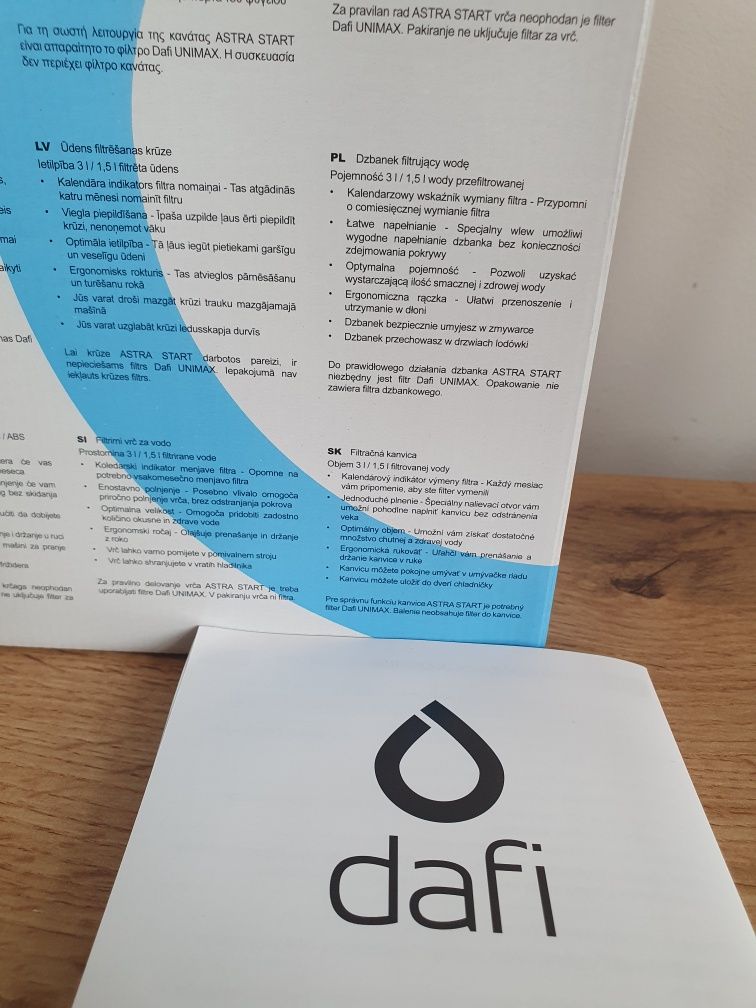 Για τη σωστή λειτουργία της κανάτας ASTRA START
είναι απαραίτητο το φίλτρο Dafi UNIMAX. Η συσκευασία
δεν περιέχει φίλτρο κανάτας.
Za pravilan rad ASTRA START vrča neophodan je filter
Dafi UNIMAX. Pakiranje ne uključuje filtar za vrč.
LV Ūdens filtrēšanas krūze
Ietilpība 3 l / 1,5 l filtrēta ūdens
• Kalendāra indikators filtra nomaiņai - Tas atgādinās
katru mēnesi nomainīt filtru
• Viegla piepildīšana - Īpaša uzpilde ļaus ērti piepildīt
krūzi, nenoņemot vāku
• Optimāla ietilpība - Tā ļaus iegūt pietiekami garšīgu
un veselīgu ūdeni
• Ergonomisks rokturis - Tas atvieglos pārnēsāšanu
un turēšanu rokā
• Jūs varat droši mazgāt krūzi trauku mazgājamajā
mašīnā
• Jūs varat uzglabāt krūzi ledusskapja durvīs
Lai krūze ASTRA START darbotos pareizi, ir
nepieciešams filtrs Dafi UNIMAX. Iepakojumā nav
iekļauts krūzes filtrs.
PL Dzbanek filtrujący wodę
Pojemność 3 l / 1,5 l wody przefiltrowanej
• Kalendarzowy wskaźnik wymiany filtra - Przypomni
o comiesięcznej wymianie filtra
• Łatwe napełnianie - Specjalny wlew umożliwi
wygodne napełnianie dzbanka bez konieczności
zdejmowania pokrywy
• Optymalna pojemność - Pozwoli uzyskać
wystarczającą ilość smacznej i zdrowej wody
• Ergonomiczna rączka - Ułatwi przenoszenie i
utrzymanie w dłoni
• Dzbanek bezpiecznie umyjesz w zmywarce
• Dzbanek przechowasz w drzwiach lodówki
Do prawidłowego działania dzbanka ASTRA START
niezbędny jest filtr Dafi UNIMAX. Opakowanie nie
zawiera filtra dzbankowego.
nas Dafi
/ ABS
SI Filtrirni vrč za vodo
Prostornina 3 l / 1,5 l filtrirane vode
• Koledarski indikator menjave filtra - Opomne na
potrebno vsakomesečno menjavo filtra
• Enostavno polnjenje - Posebno vlivalo omogoča
priročno polnjenje vrča, brez odstranjanja pokrova
• Optimalna velikost - Omogoča pridobiti zadostno
količino okusne in zdrave vode
• Ergonomski ročaj - Olajšuje prenašanje in držanje
z roko
• Vrč lahko varno pomijete v pomivalnem stroju
• Vrč lahko shranjujete v vratih hladilnika
Za pravilno delovanje vrča ASTRA START je treba
uporabljati filtre Dafi UNIMAX. V pakiranju vrča ni filtra.
SK Filtračná kanvica
Objem 3 l / 1,5 l filtrovanej vody
• Kalendárový indikátor výmeny filtra - Každý mesiac
vám pripomenie, aby ste filter vymenili
• Jednoduché plnenie - Špeciálny nalievací otvor vám
umožní pohodlne naplniť kanvicu bez odstránenia
veka
• Optimálny objem - Umožní vám získať dostatočné
množstvo chutnej a zdravej vody
• Ergonomická rukoväť - Uľahčí vám prenášanie a
držanie kanvice v ruke
• Kanvicu môžete pokojne umývať v umývačke riadu
• Kanvicu môžete uložiť do dverí chladničky
Pre správnu funkciu kanvice ASTRA START je potrebný
filter Dafi UNIMAX. Balenie neobsahuje filter do kanvice.
dafi